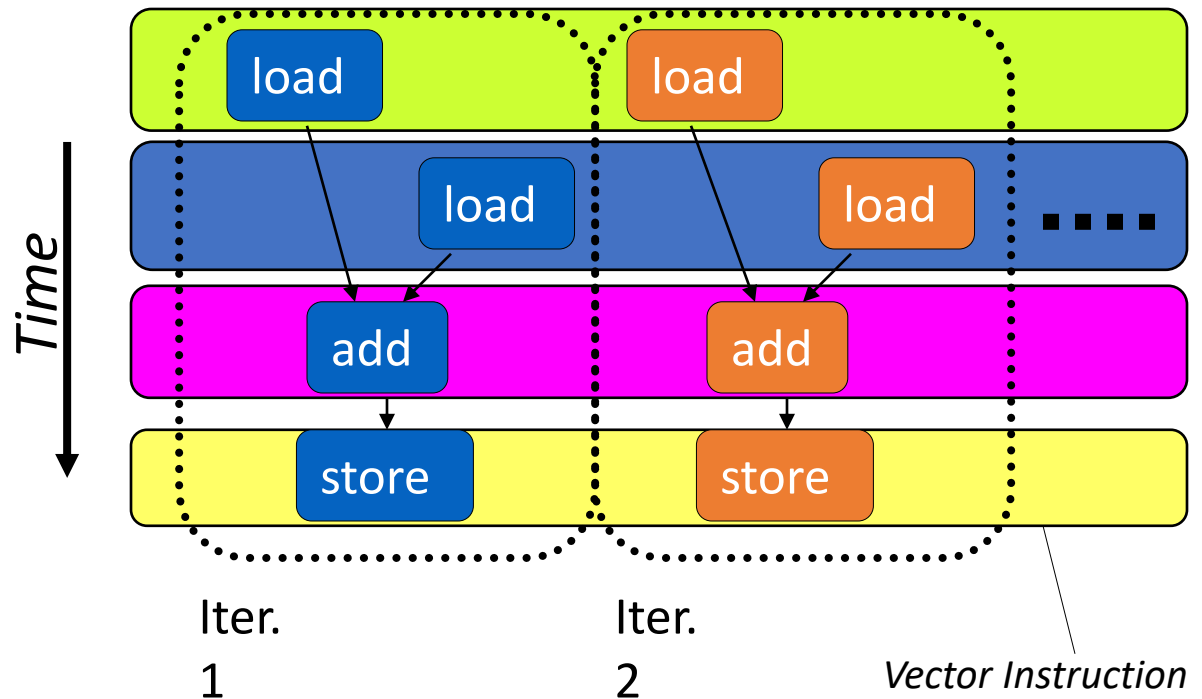 load load
load load
Time
add add
store store
Iter.
1
Iter.
2
Vector Instruction